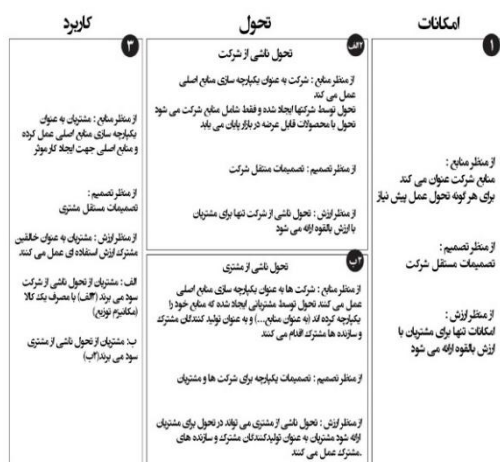 امکانات
تحول
کاربرد
۱
از منظر منابع :
منابع شرکت عنوان می کند
برای هر گونه تحول عمل پیش نیاز
از منظر تصمیم :
تصمیمات مستقل شرکت
از منظر ارزش :
امکانات تنها برای مشتریان با
ارزش بالقوه ارائه می شود
۲الف
تحول ناشی از شرکت
از منظر منابع : شرکت به عنوان یکپارچه سازی منابع اصلی
عمل می کند
تحول توسط شرکتها ایجاد شده و فقط شامل منابع شرکت می شود
تحول با محصولات قابل عرضه در بازار پایان می یابد
از منظر تصمیم : تصمیمات مستقل شرکت
از منظر ارزش : تحول ناشی از شرکت تنها برای مشتریان
با ارزش بالقوه ارائه می شود
۲ب
تحول ناشی از مشتری
از منظر منابع : شرکت ها به عنوان یکپارچه سازی منابع اصلی
عمل می کنند تحول توسط مشتریانی ایجاد شده که منابع خود را
یکپارچه کرده اند (به عنوان منابع...) و به عنوان تولید کنندگان مشترک
و سازنده ها مشترک اقدام می کنند
از منظر تصمیم : تصمیمات یکپارچه برای شرکت ها و مشتریان
از منظر ارزش : تحول ناشی از مشتری می تواند در تحول برای مشتریان
ارائه شود مشتریان به عنوان تولیدکنندکان مشترک و سازنده های
.مشترک عمل می کنند
۳
از منظر منابع : مشتریان به عنوان
یکپارچه سازی منابع اصلی عمل کرده
و منابع اصلی جهت ایجاد کار موثر
از منظر تصمیم :
تصمیمات مستقل مشتری
از منظر ارزش : مشتریان به عنوان خالقین
مشترک ارزش استفاده ای عمل می کنند
الف : مشتریان از تحول ناشی از شرکت
سود می برند (۲الف) با مصرف یک کالا
(مکانیزم توزیع)
ب: مشتریان از تحول ناشی از مشتری
سود می برند(۲ب)